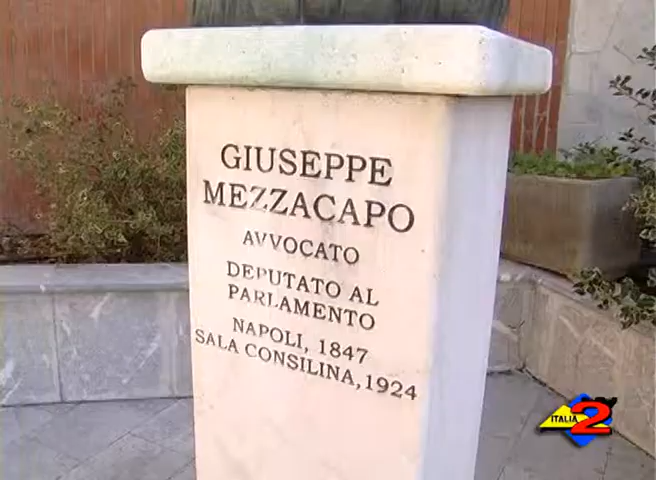 GIUSEPPE
MEZZACAPO
AVVOCATO
DEPUTATO AL
PARLAMENTO
NAPOLI, 1847
SALA CONSILINA, 1924
ITALIA 2